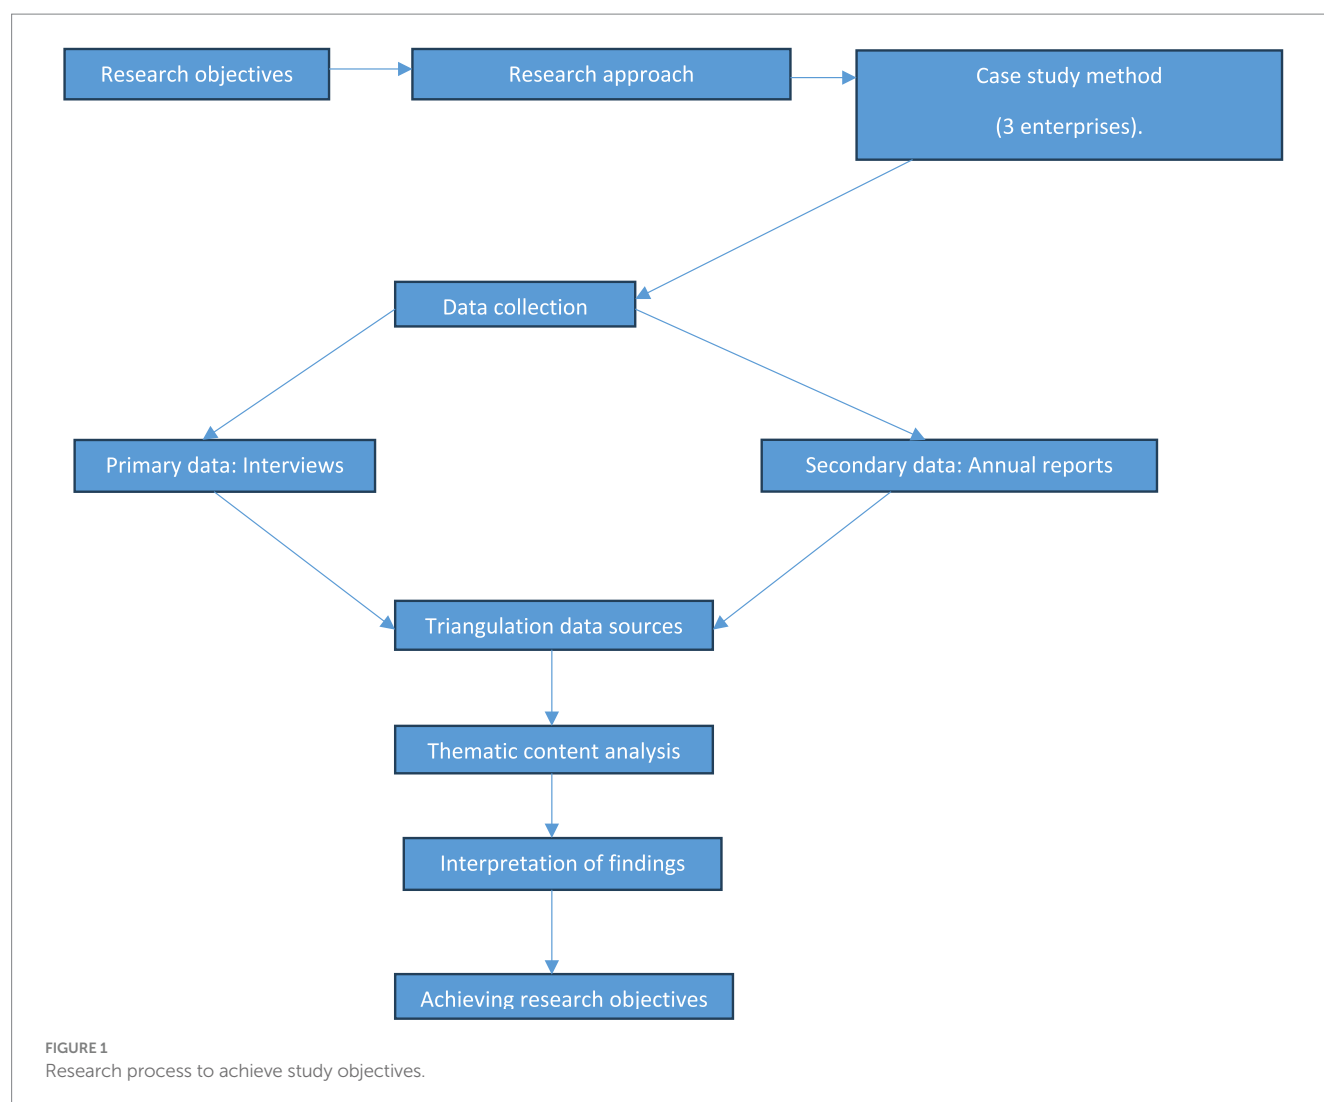 Research objectives
Research approach
Case study method
(3 enterprises).
Data collection
Primary data: Interviews
Secondary data: Annual reports
Triangulation data sources
Thematic content analysis
Interpretation of findings
Achieving research objectives
FIGURE 1
Research process to achieve study objectives.